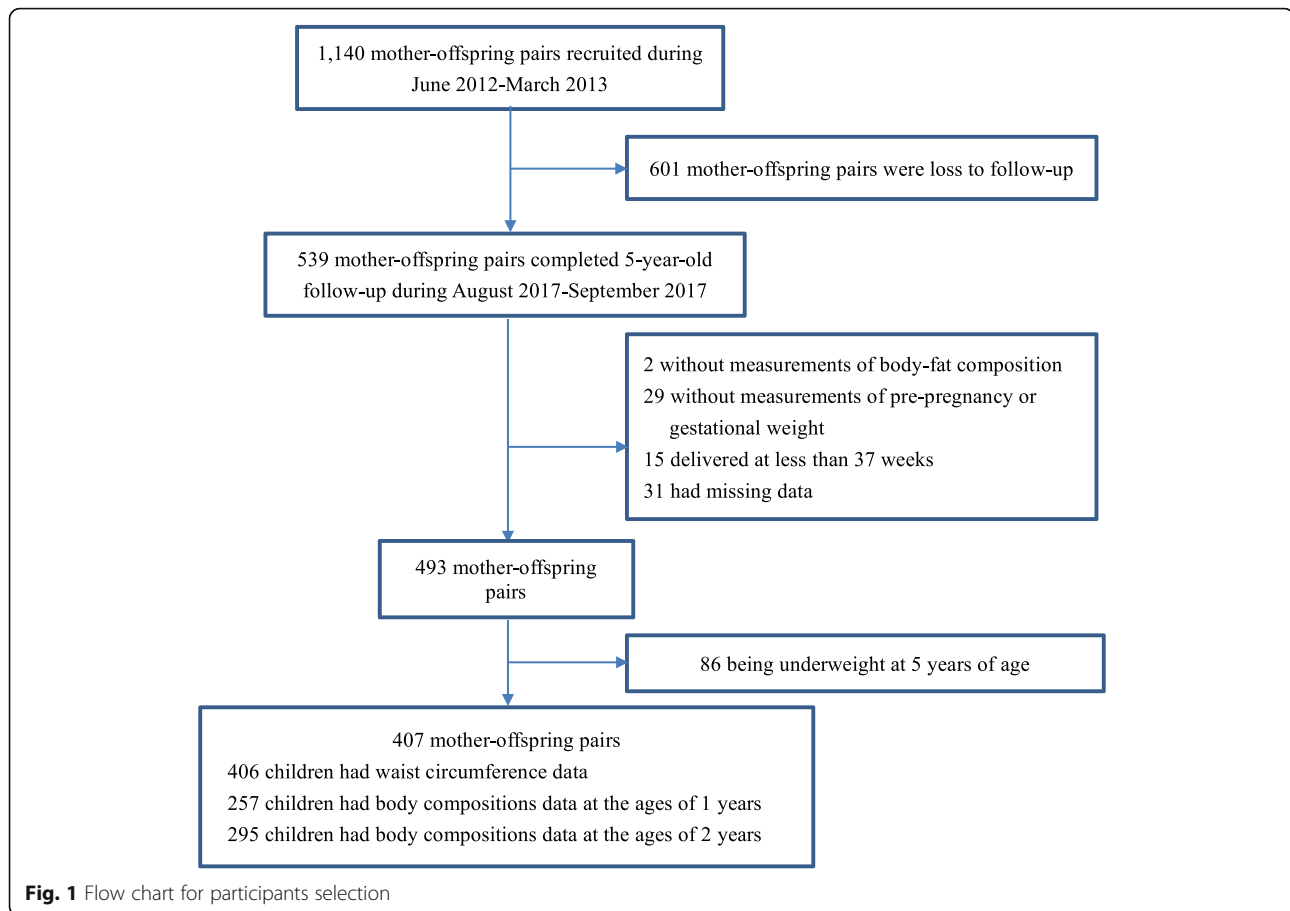 1,140 mother-offspring pairs recruited during
June 2012-March 2013
601 mother-offspring pairs were loss to follow-up
539 mother-offspring pairs completed 5-year-old
follow-up during August 2017-September 2017
2 without measurements of body-fat composition
29 without measurements of pre-pregnancy or
gestational weight
15 delivered at less than 37 weeks
31 had missing data
493 mother-offspring
pairs
86 being underweight at 5 years of age
407 mother-offspring pairs
406 children had waist circumference data
257 children had body compositions data at the ages of 1 years
295 children had body compositions data at the ages of 2 years
Fig. 1 Flow chart for participants selection